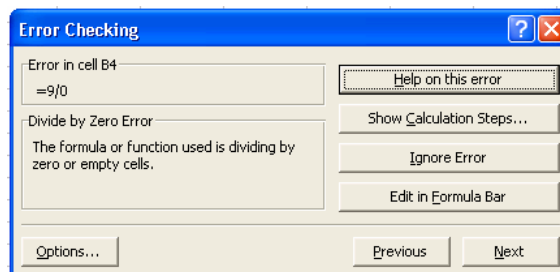 Error Checking
Error in cell B4
=9/0
Divide by Zero Error
The formula or function used is dividing by
zero or empty cells.
Help on this error
Show Calculation Steps...
Ignore Error
Edit in Formula Bar
Options...
Previous
Next